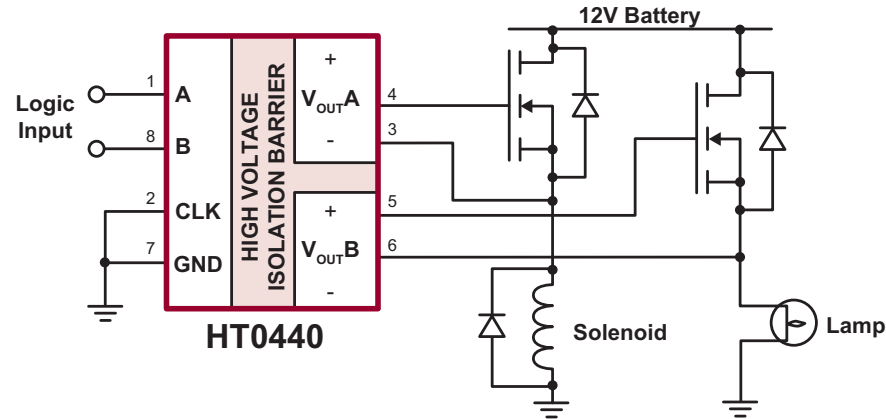 12V Battery
Logic
Input
1
A
8
B
2
CLK
7
GND
HIGH VOLTAGE
ISOLATION BARRIER
+
VOUTA
-
4
3
+
VOUTB
-
5
6
HT0440
Solenoid
Lamp